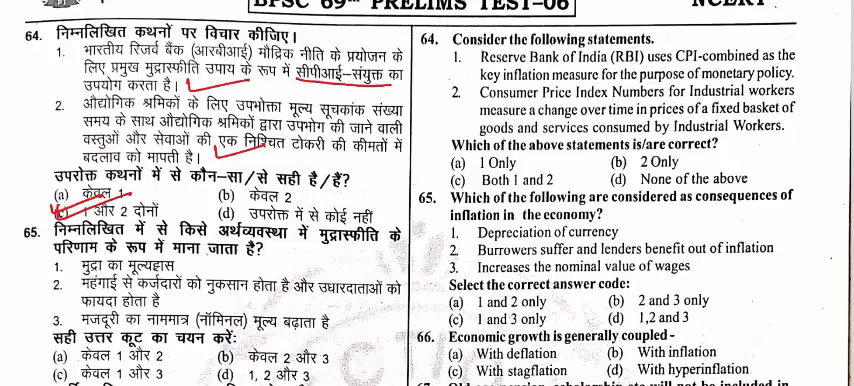 BPSC 69th PRELIMS TEST-06
NCERT
64. निम्नलिखित कथनों पर विचार कीजिए।
1. भारतीय रिजर्व बैंक (आरबीआई) मौद्रिक नीति के प्रयोजन के
लिए प्रमुख मुद्रास्फीति उपाय के रूप में सीपीआई–संयुक्त का
उपयोग करता है।
2. औद्योगिक श्रमिकों के लिए उपभोक्ता मूल्य सूचकांक संख्या
समय के साथ औद्योगिक श्रमिकों द्वारा उपभोग की जाने वाली
वस्तुओं और सेवाओं की एक निश्चित टोकरी की कीमतों में
बदलाव को मापती है।
उपरोक्त कथनों में से कौन–सा/से सही है/हैं?
(a) केवल 1 (b) केवल 2
1 और 2 दोनों (d) उपरोक्त में से कोई नहीं
65. निम्नलिखित में से किसे अर्थव्यवस्था में मुद्रास्फीति के
परिणाम के रूप में माना जाता है?
1. मुद्रा का मूल्यह्रास
2. महंगाई से कर्जदारों को नुकसान होता है और उधारदाताओं को
फायदा होता है
3. मजदूरी का नाममात्र (नॉमिनल) मूल्य बढ़ाता है
सही उत्तर कूट का चयन करेंः
(a) केवल 1 और 2 (b) केवल 2 और 3
(c) केवल 1 और 3 (d) 1, 2 और 3
64. Consider the following statements.
1. Reserve Bank of India (RBI) uses CPI-combined as the
key inflation measure for the purpose of monetary policy.
2. Consumer Price Index Numbers for Industrial workers
measure a change over time in prices of a fixed basket of
goods and services consumed by Industrial Workers.
Which of the above statements is/are correct?
(a) 1 Only (b) 2 Only
(c) Both 1 and 2 (d) None of the above
65. Which of the following are considered as consequences of
inflation in the economy?
1. Depreciation of currency
2. Burrowers suffer and lenders benefit out of inflation
3. Increases the nominal value of wages
Select the correct answer code:
(a) 1 and 2 only (b) 2 and 3 only
(c) 1 and 3 only (d) 1,2 and 3
66. Economic growth is generally coupled -
(a) With deflation (b) With inflation
(c) With stagflation (d) With hyperinflation
67. Old age pension, scholarship etc will not be included in